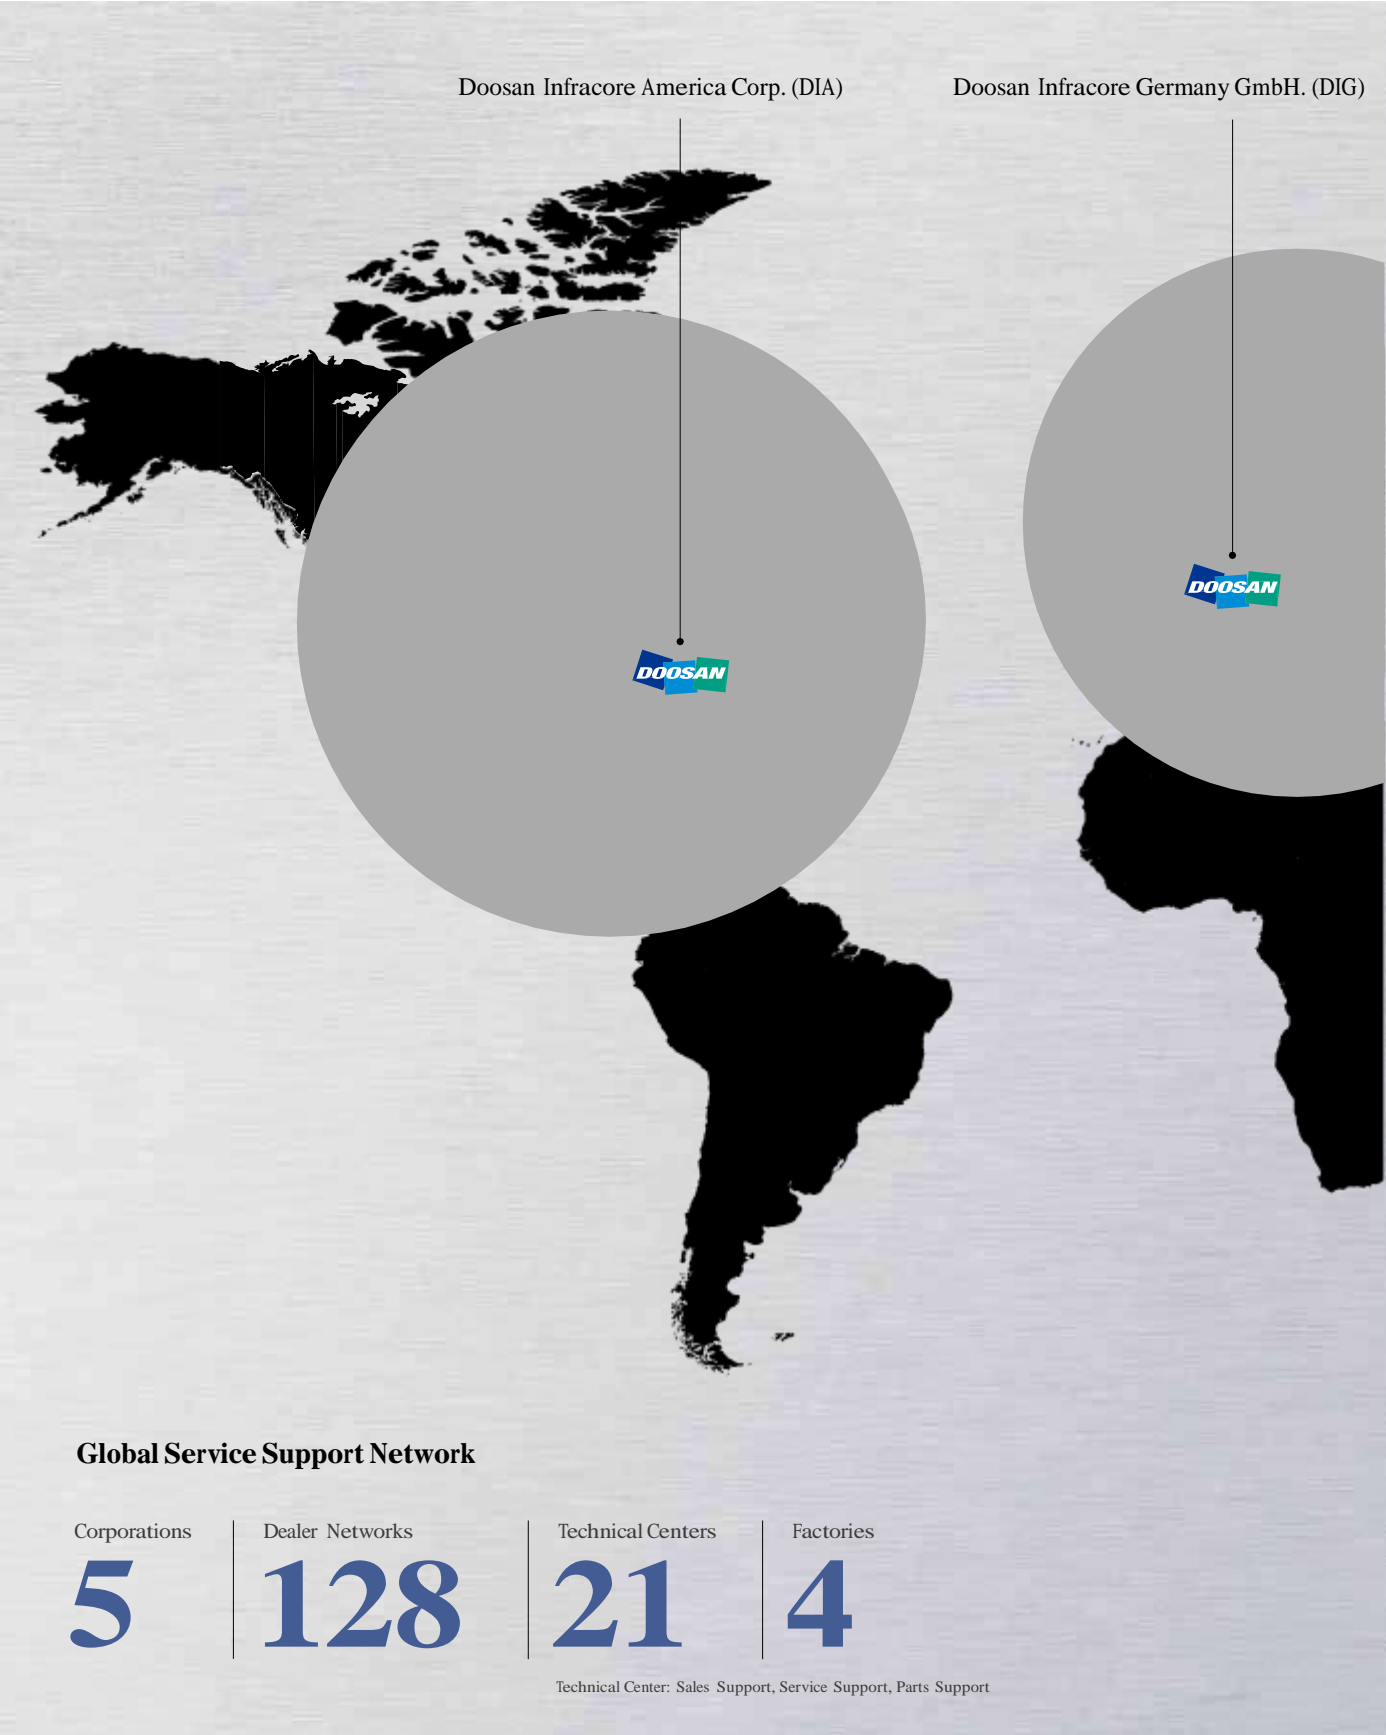 Doosan Infracore America Corp. (DIA)
Doosan Infracore Germany GmbH. (DIG)
DOOSAN
DOOSAN
Global Service Support Network
Corporations
5
Dealer Networks
128
Technical Centers
21
Factories
4
Technical Center: Sales Support, Service Support, Parts Support